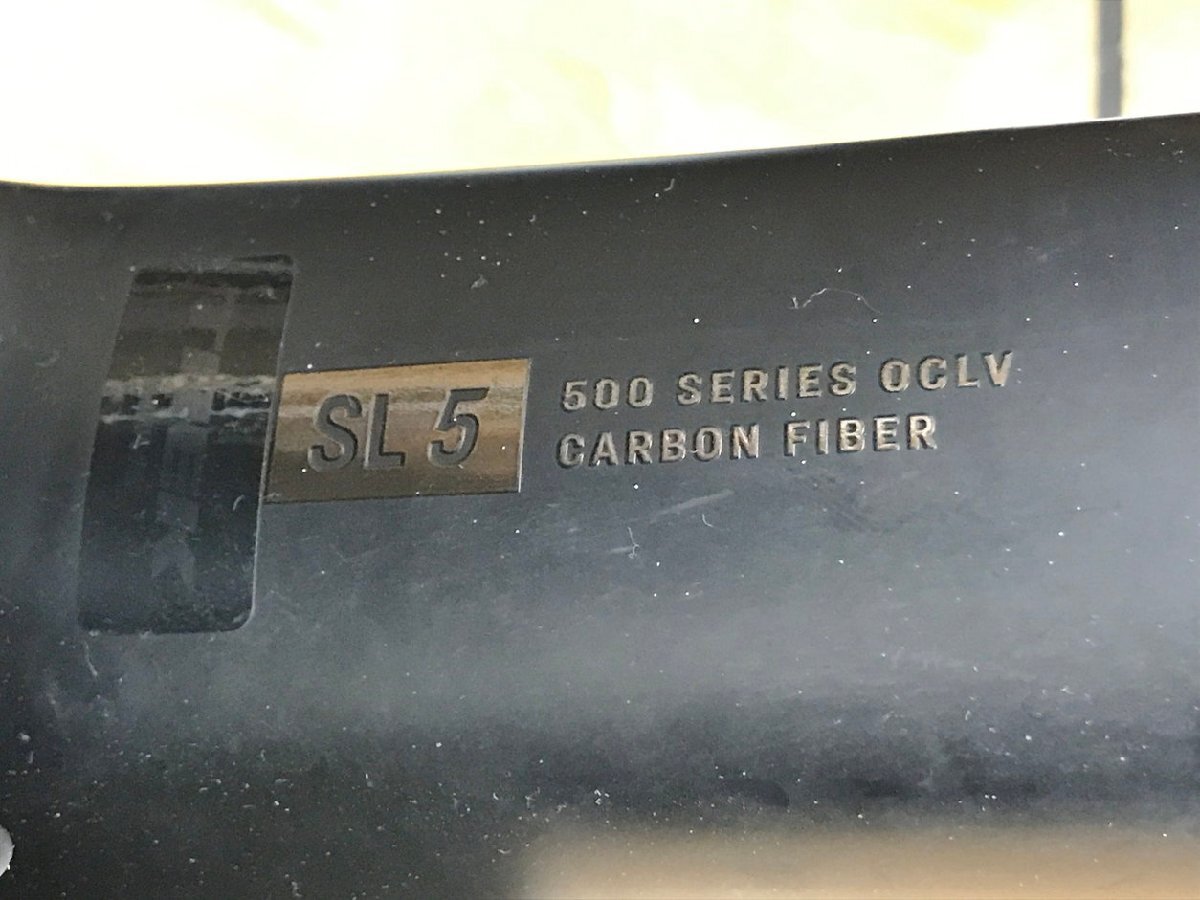 SL 5
500 SERIES OCLV
CARBON FIBER